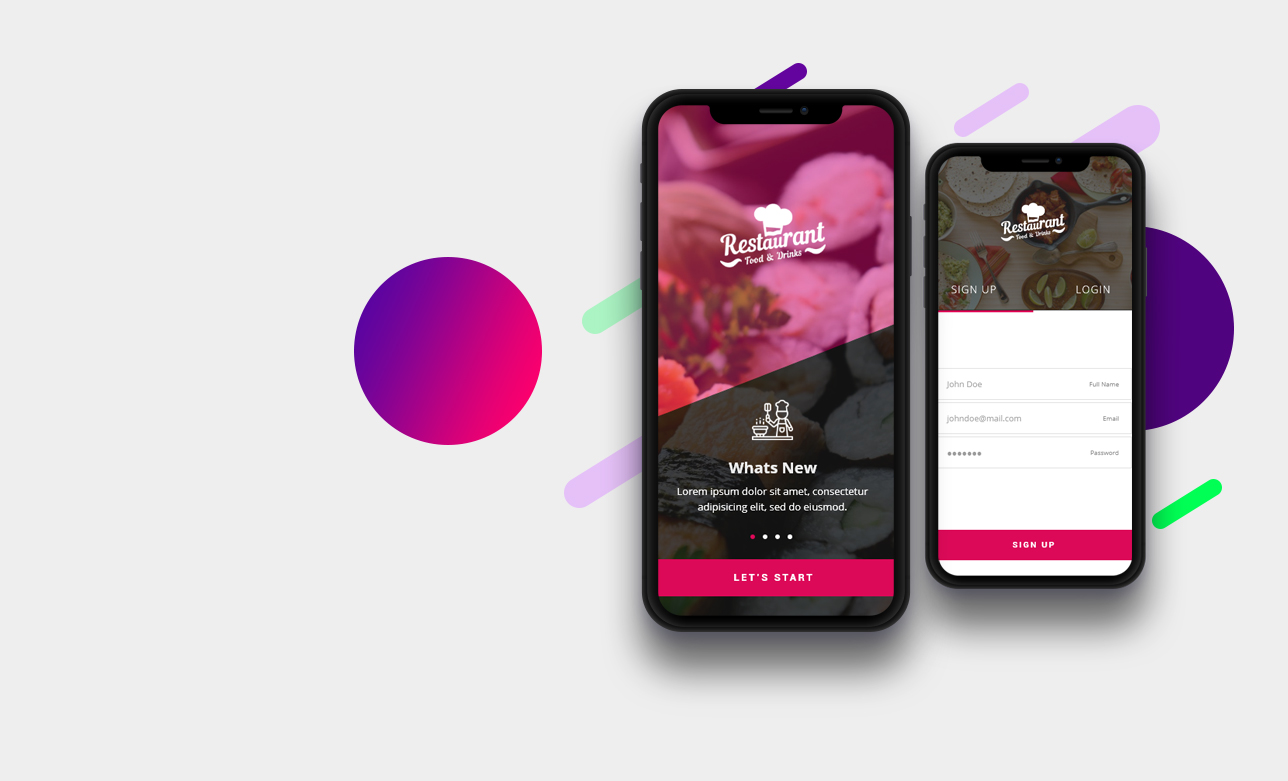 Restaurant
Food & Drinks
Whats New
Lorem ipsum dolor sit amet, consectetur
adipisicing elit, sed do eiusmod.
LET'S START
Restaurant
Food & Drinks
SIGN UP LOGIN
John Doe Full Name
johndoe@mail.com Email
●●●●●●● Password
SIGN UP